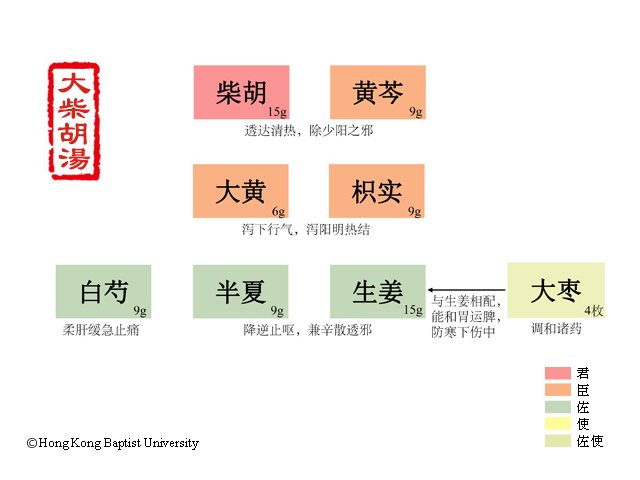 大柴胡湯
柴胡
15g
黄芩
9g
透达清热，除少阳之邪
大黄
6g
枳实
9g
泻下行气，泻阳明热结
白芍
9g
柔肝缓急止痛
半夏
9g
生姜
15g
降逆止呕，兼辛散透邪
与生姜相配，
能和胃运脾，
防寒下伤中
大枣
4枚
调和诸药
君
臣
佐
使
佐使
©Hong Kong Baptist University